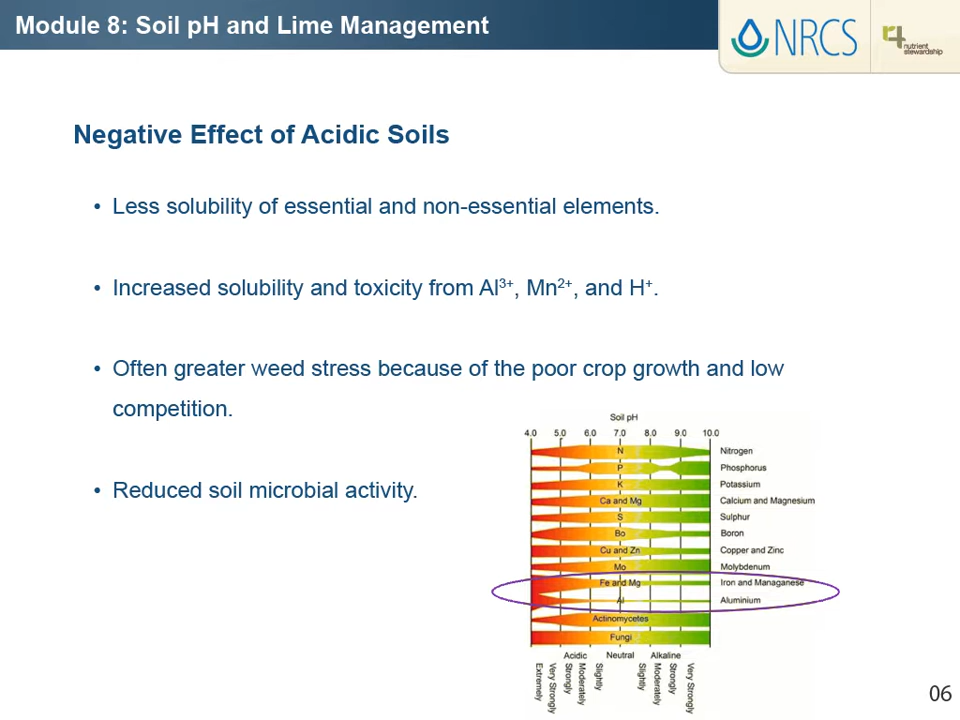 Module 8: Soil pH and Lime Management
NRCS
r4 nutrient
stewardship
Negative Effect of Acidic Soils
• Less solubility of essential and non-essential elements.
• Increased solubility and toxicity from Al³⁺, Mn²⁺, and H⁺.
• Often greater weed stress because of the poor crop growth and low
competition.
• Reduced soil microbial activity.
Soil pH
4.0 5.0 6.0 7.0 8.0 9.0 10.0
N Nitrogen
P Phosphorus
K Potassium
Ca and Mg Calcium and Magnesium
S Sulphur
Bo Boron
Cu and Zn Copper and Zinc
Mo Molybdenum
Fe and Mg Iron and Managanese
Al Aluminium
Actinomycetes
Fungi
Acidic Neutral Alkaline
Extremely
Very Strongly
Strongly
Moderately
Slightly
Slightly
Moderately
Strongly
Very Strongly
06